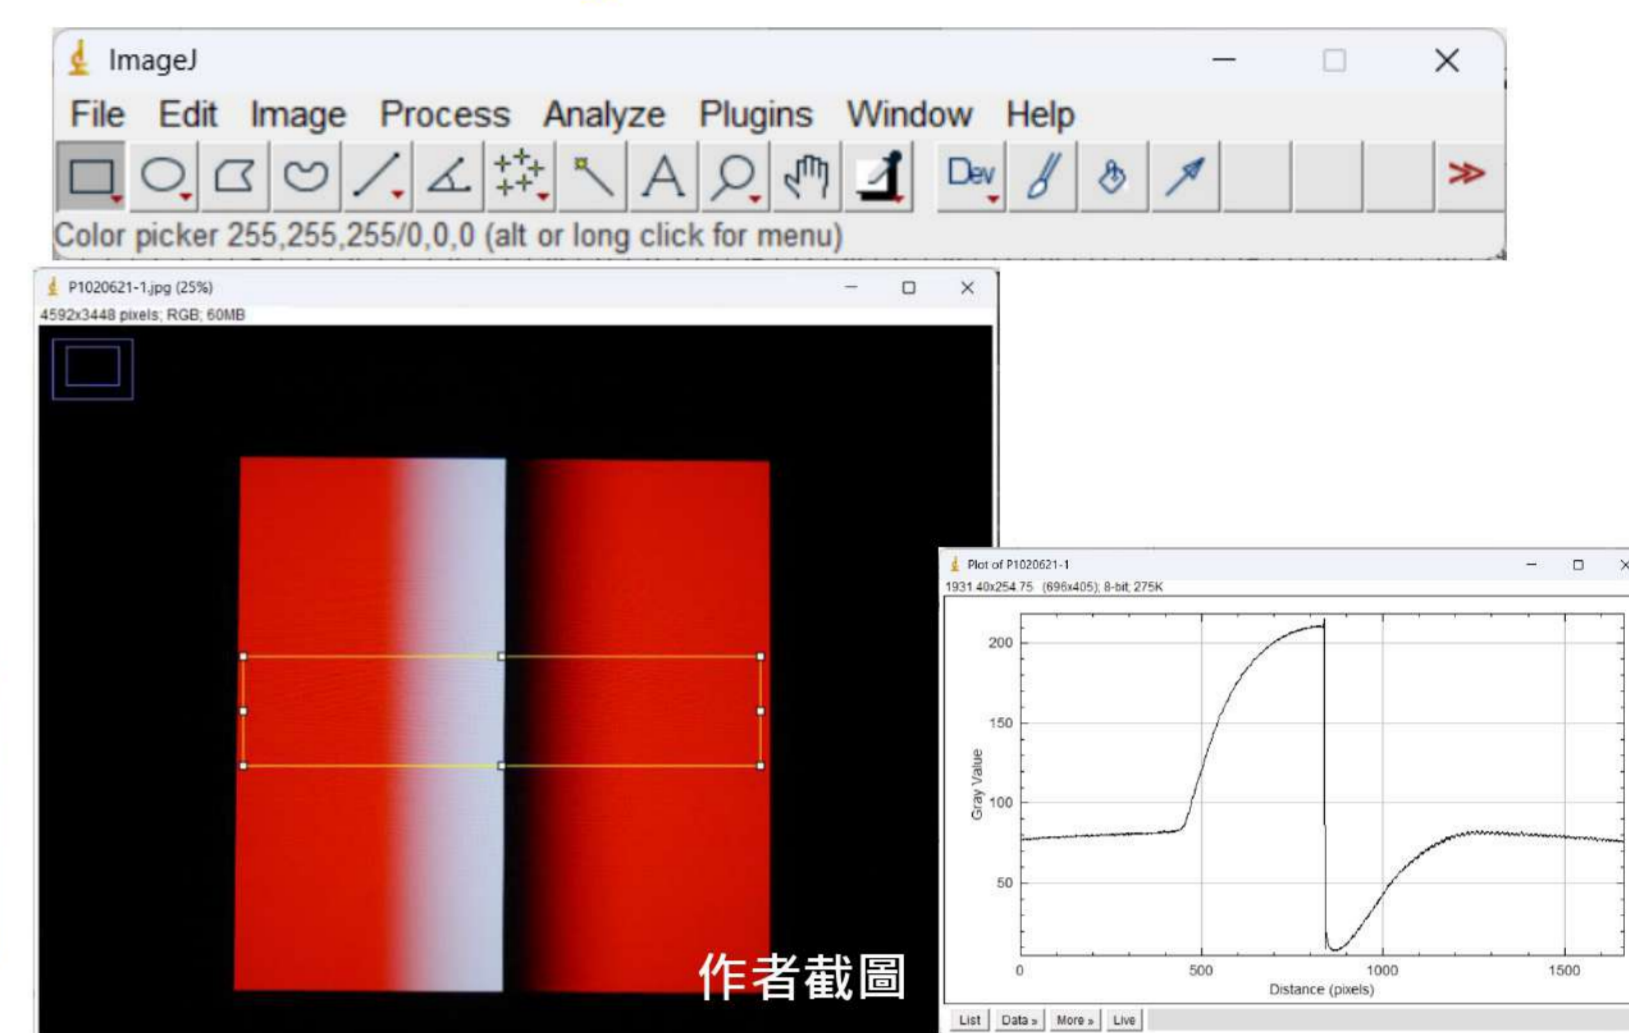 ImageJ
File Edit Image Process Analyze Plugins Window Help
A Dev
Color picker 255,255,255/0,0,0 (alt or long click for menu)
P1020621-1.jpg (25%)
4592x3448 pixels; RGB; 60MB
作者截圖
Plot of P1020621-1
1931.40x254.75 (696x405); 8-bit; 275K
200
150
100
50
Gray Value
0 500 1000 1500
Distance (pixels)
List Data » More » Live